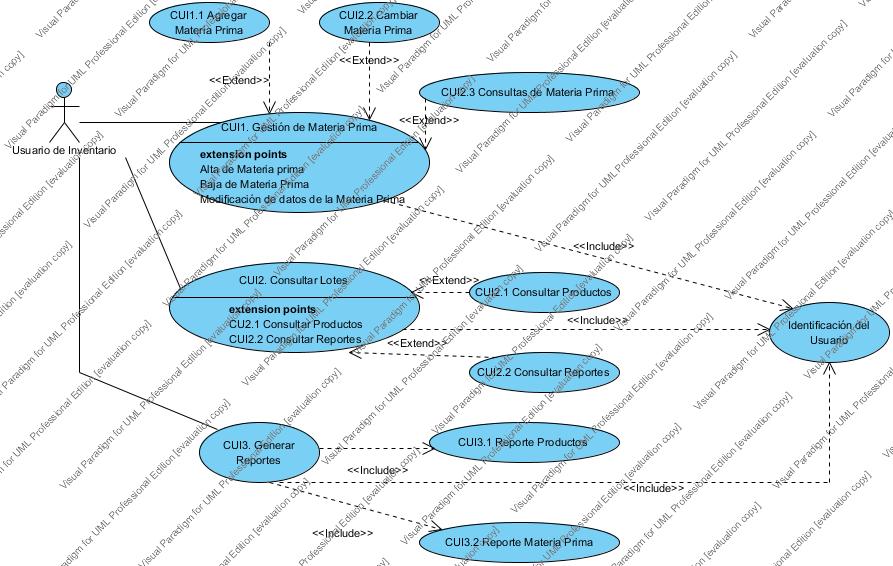 CUI1.1 Agregar
Materia Prima
CUI2.2 Cambiar
Materia Prima
<<Extend>>
<<Extend>>
CUI2.3 Consultas de Materia Prima
<<Extend>>
CUI1. Gestión de Materia Prima
extension points
Alta de Materia prima
Baja de Materia Prima
Modificación de datos de la Materia Prima
Usuario de Inventario
<<Include>>
CUI2. Consultar Lotes
extension points
CU2.1 Consultar Productos
CUI2.2 Consultar Reportes
<<Extend>>
CUI2.1 Consultar Productos
<<Include>>
Identificación del
Usuario
<<Extend>>
CUI2.2 Consultar Reportes
CUI3. Generar
Reportes
CUI3.1 Reporte Productos
<<Include>>
<<Include>>
<<Include>>
CUI3.2 Reporte Materia Prima
Visual Paradigm for UML Professional Edition [evaluation copy]